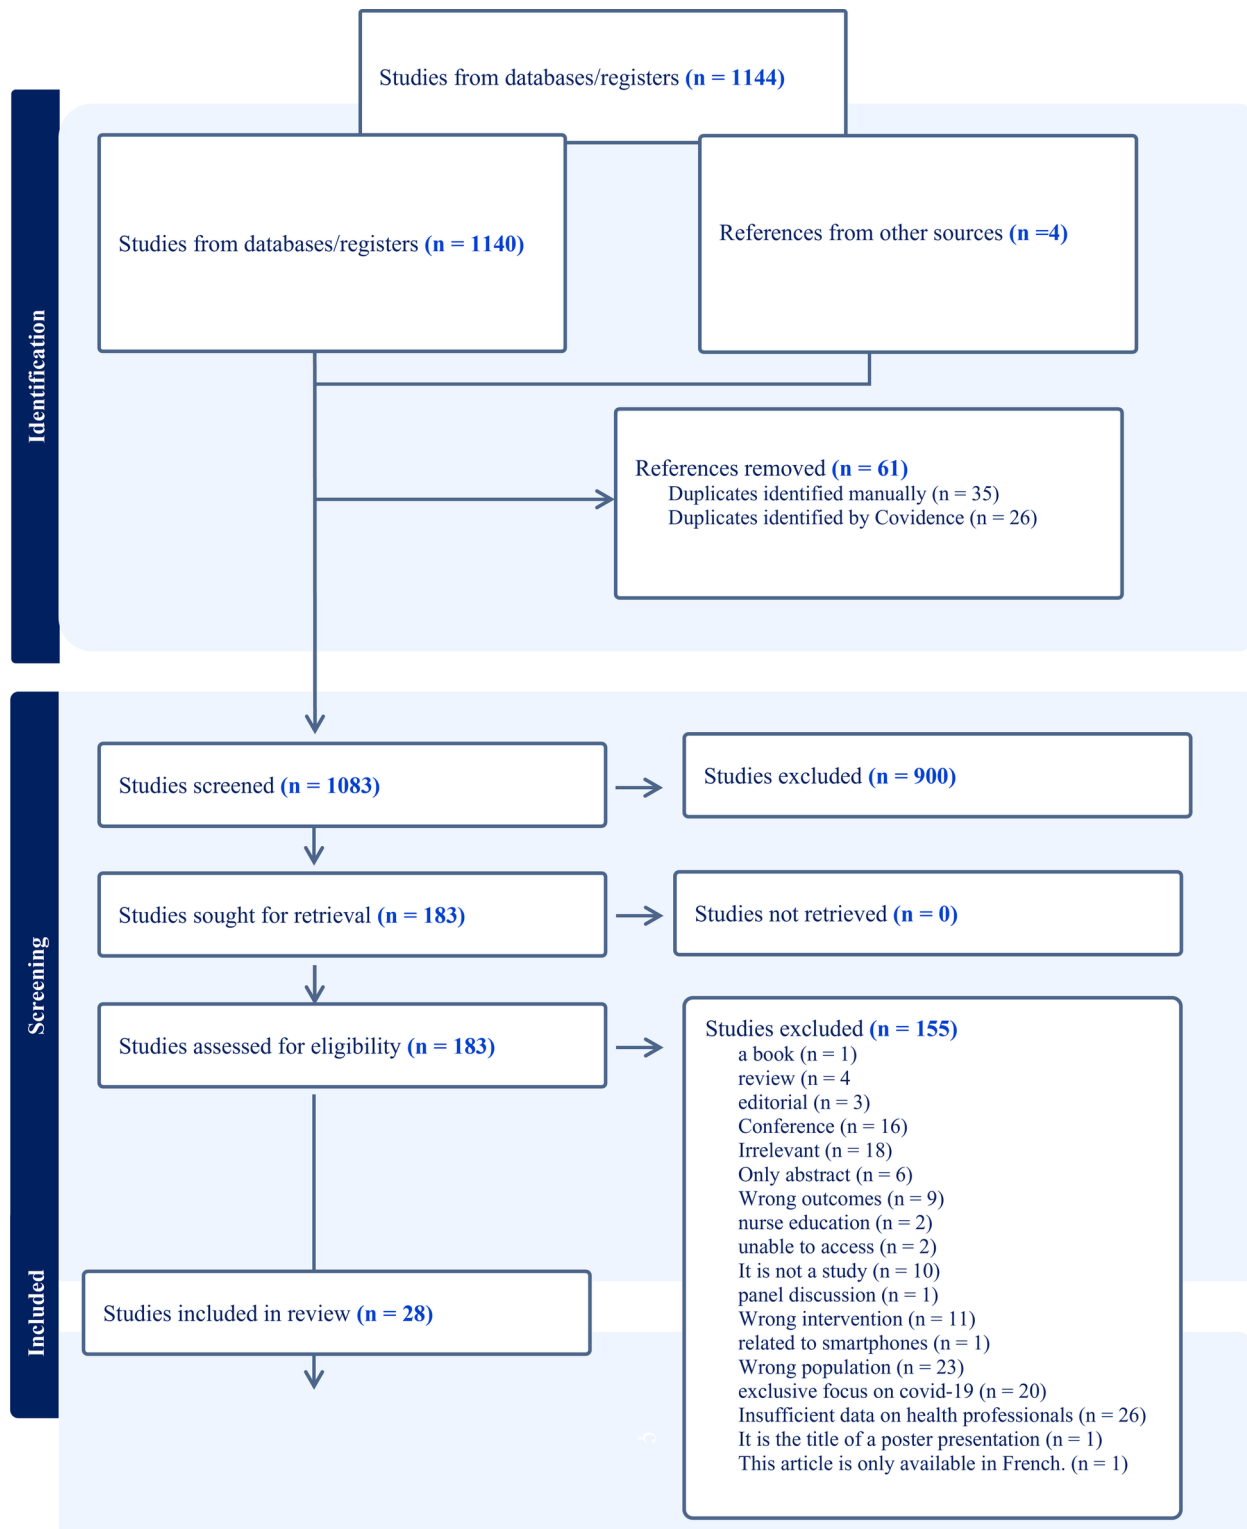 Studies from databases/registers (n = 1144)
Identification
Studies from databases/registers (n = 1140)
References from other sources (n =4)
References removed (n = 61)
Duplicates identified manually (n = 35)
Duplicates identified by Covidence (n = 26)
Screening
Studies screened (n = 1083)
Studies excluded (n = 900)
Studies sought for retrieval (n = 183)
Studies not retrieved (n = 0)
Studies assessed for eligibility (n = 183)
Studies excluded (n = 155)
a book (n = 1)
review (n = 4
editorial (n = 3)
Conference (n = 16)
Irrelevant (n = 18)
Only abstract (n = 6)
Wrong outcomes (n = 9)
nurse education (n = 2)
unable to access (n = 2)
It is not a study (n = 10)
panel discussion (n = 1)
Wrong intervention (n = 11)
related to smartphones (n = 1)
Wrong population (n = 23)
exclusive focus on covid-19 (n = 20)
Insufficient data on health professionals (n = 26)
It is the title of a poster presentation (n = 1)
This article is only available in French. (n = 1)
Included
Studies included in review (n = 28)